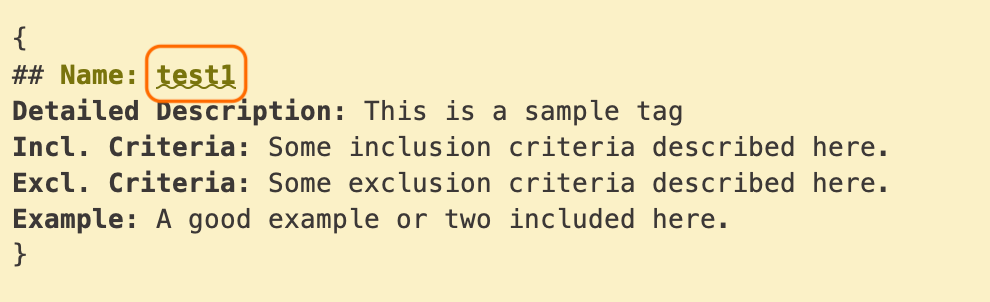 {
## Name: test1
Detailed Description: This is a sample tag
Incl. Criteria: Some inclusion criteria described here.
Excl. Criteria: Some exclusion criteria described here.
Example: A good example or two included here.
}